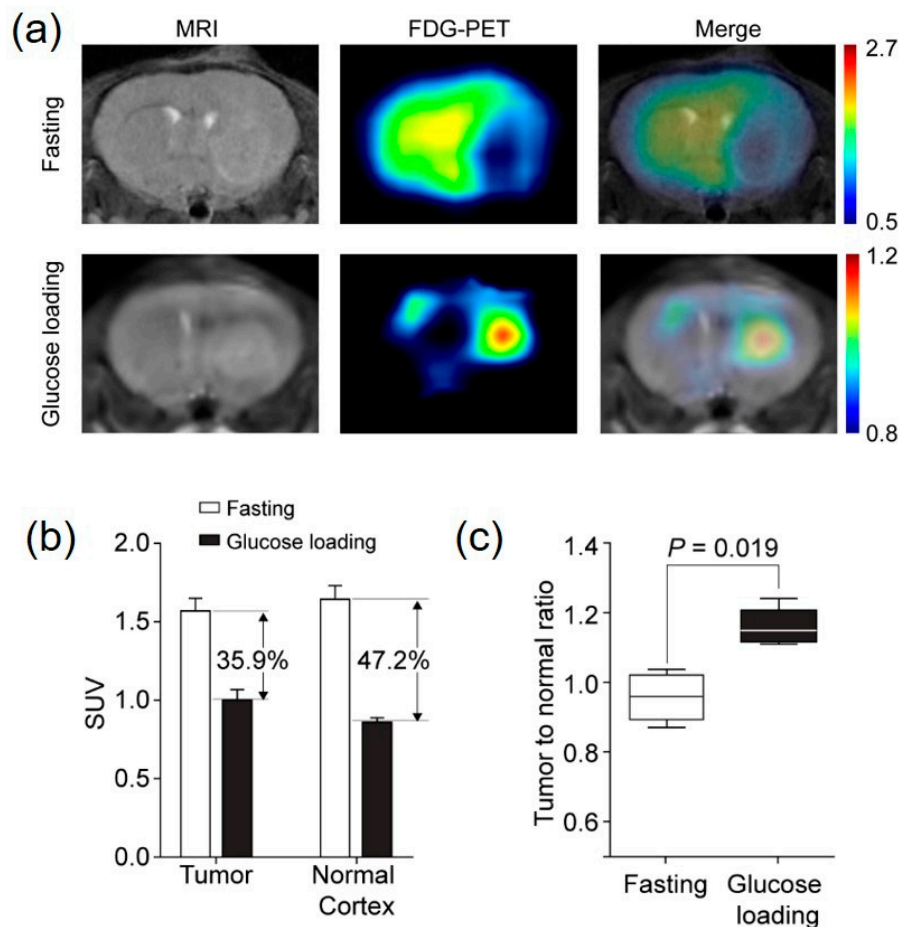 (a)
MRI FDG-PET Merge
Fasting
2.7
0.5
Glucose loading
1.2
0.8
(b)
Fasting
Glucose loading
SUV
2.0
1.5
1.0
0.5
0.0
35.9%
47.2%
Tumor Normal
Cortex
(c)
P = 0.019
Tumor to normal ratio
1.4
1.2
1.0
0.8
0.6
Fasting Glucose
loading